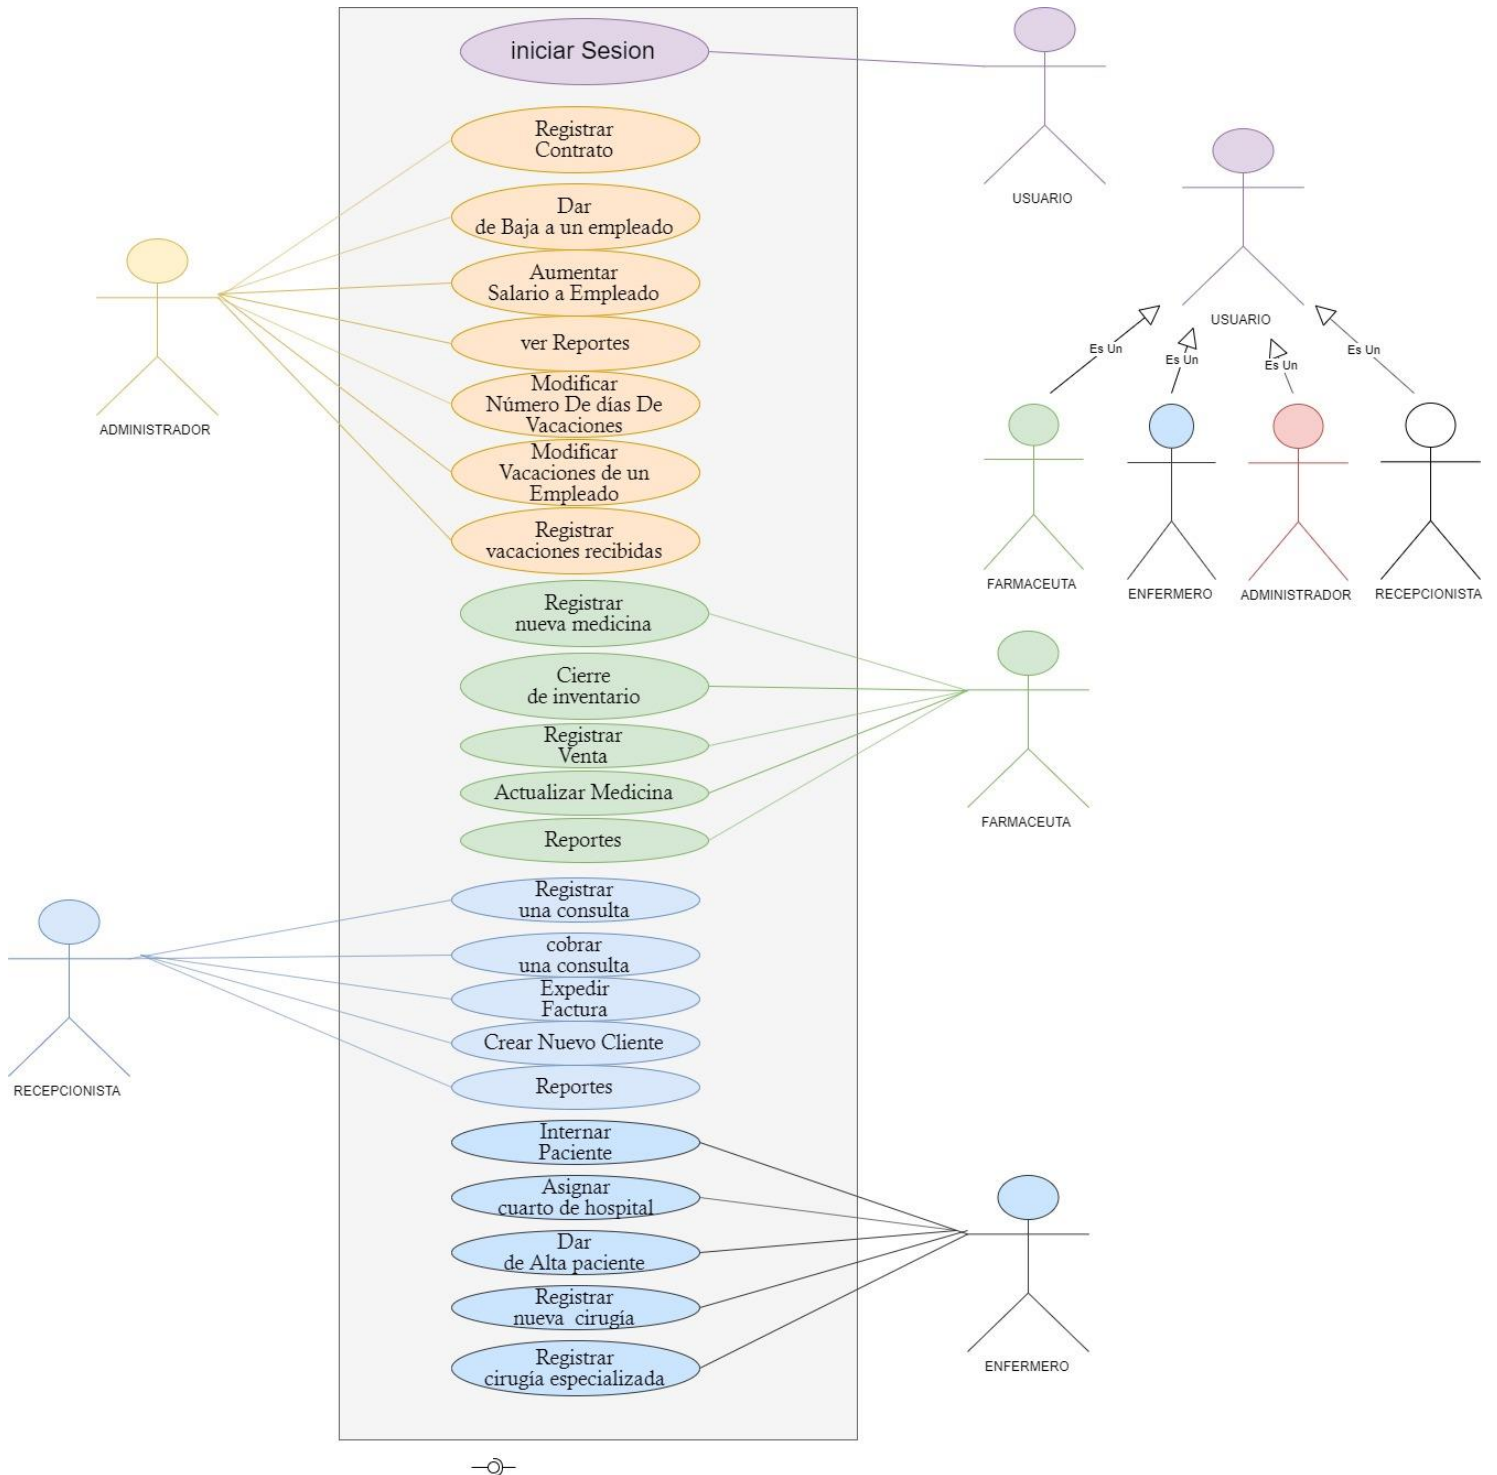 iniciar Sesion
USUARIO
Registrar
Contrato
Dar
de Baja a un empleado
Aumentar
Salario a Empleado
ver Reportes
Modificar
Número De días De
Vacaciones
Modificar
Vacaciones de un
Empleado
Registrar
vacaciones recibidas
ADMINISTRADOR
USUARIO
Es Un
Es Un
Es Un
Es Un
FARMACEUTA
ENFERMERO
ADMINISTRADOR
RECEPCIONISTA
Registrar
nueva medicina
Cierre
de inventario
Registrar
Venta
Actualizar Medicina
Reportes
FARMACEUTA
Registrar
una consulta
cobrar
una consulta
Expedir
Factura
Crear Nuevo Cliente
Reportes
RECEPCIONISTA
Internar
Paciente
Asignar
cuarto de hospital
Dar
de Alta paciente
Registrar
nueva cirugía
Registrar
cirugía especializada
ENFERMERO